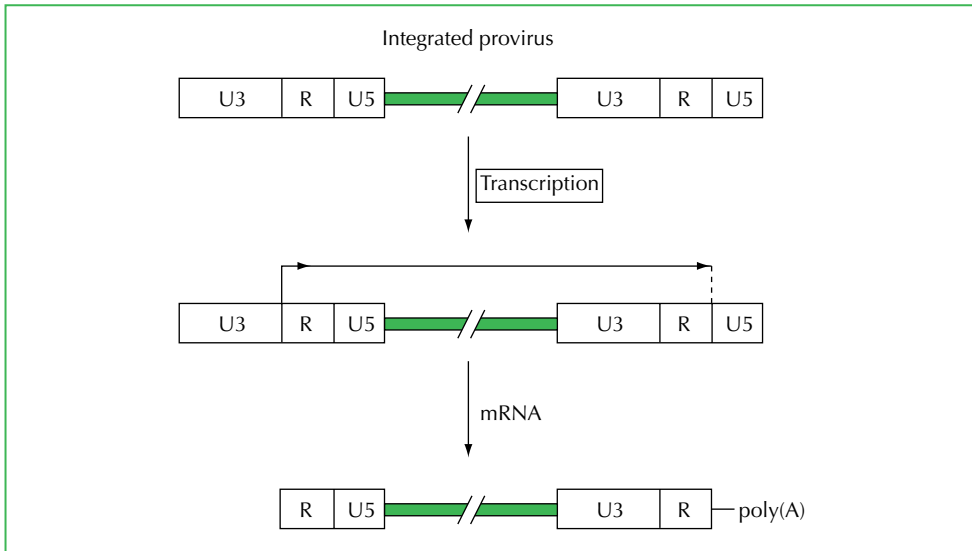 Integrated provirus
U3 R U5 U3 R U5
Transcription
U3 R U5 U3 R U5
mRNA
R U5 U3 R poly(A)